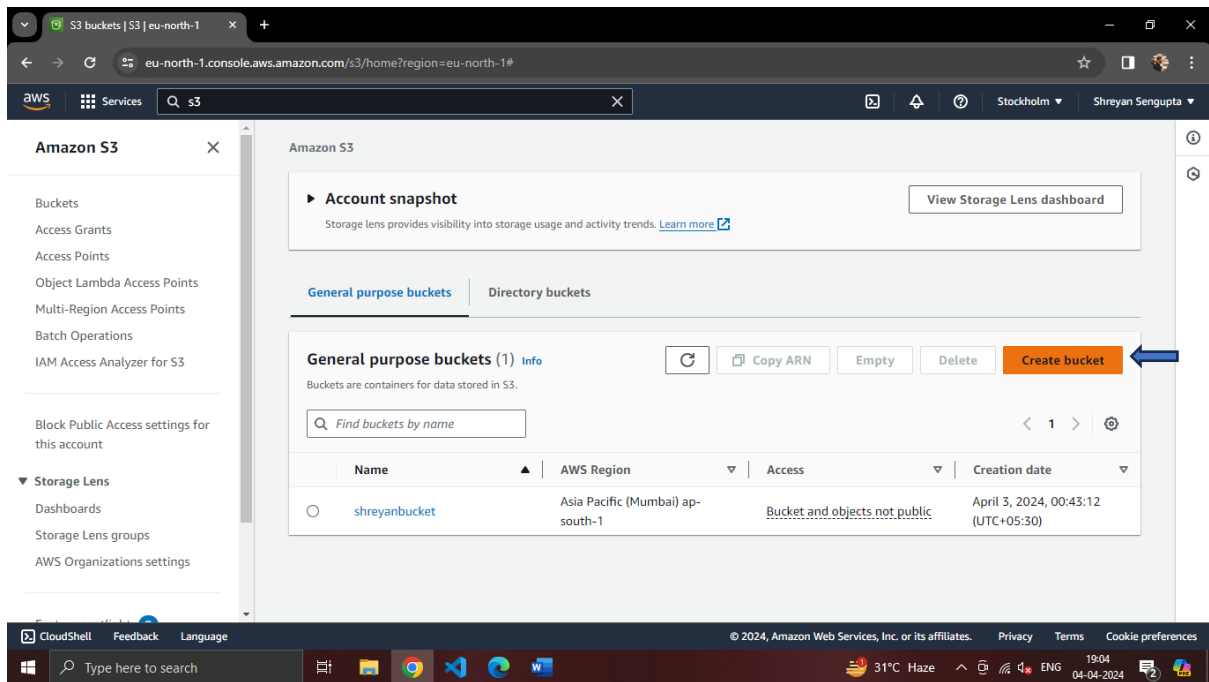 S3 buckets | S3 | eu-north-1
eu-north-1.console.aws.amazon.com/s3/home?region=eu-north-1#
aws
Services
s3
Stockholm
Shreyan Sengupta
Amazon S3
Buckets
Access Grants
Access Points
Object Lambda Access Points
Multi-Region Access Points
Batch Operations
IAM Access Analyzer for S3
Block Public Access settings for
this account
Storage Lens
Dashboards
Storage Lens groups
AWS Organizations settings
Amazon S3
Account snapshot
View Storage Lens dashboard
Storage lens provides visibility into storage usage and activity trends. Learn more
General purpose buckets
Directory buckets
General purpose buckets (1) Info
Copy ARN
Empty
Delete
Create bucket
Buckets are containers for data stored in S3.
Find buckets by name
1
Name
AWS Region
Access
Creation date
shreyanbucket
Asia Pacific (Mumbai) ap-
south-1
Bucket and objects not public
April 3, 2024, 00:43:12
(UTC+05:30)
CloudShell
Feedback
Language
© 2024, Amazon Web Services, Inc. or its affiliates.
Privacy
Terms
Cookie preferences
Type here to search
31°C Haze
ENG
19:04
04-04-2024
2